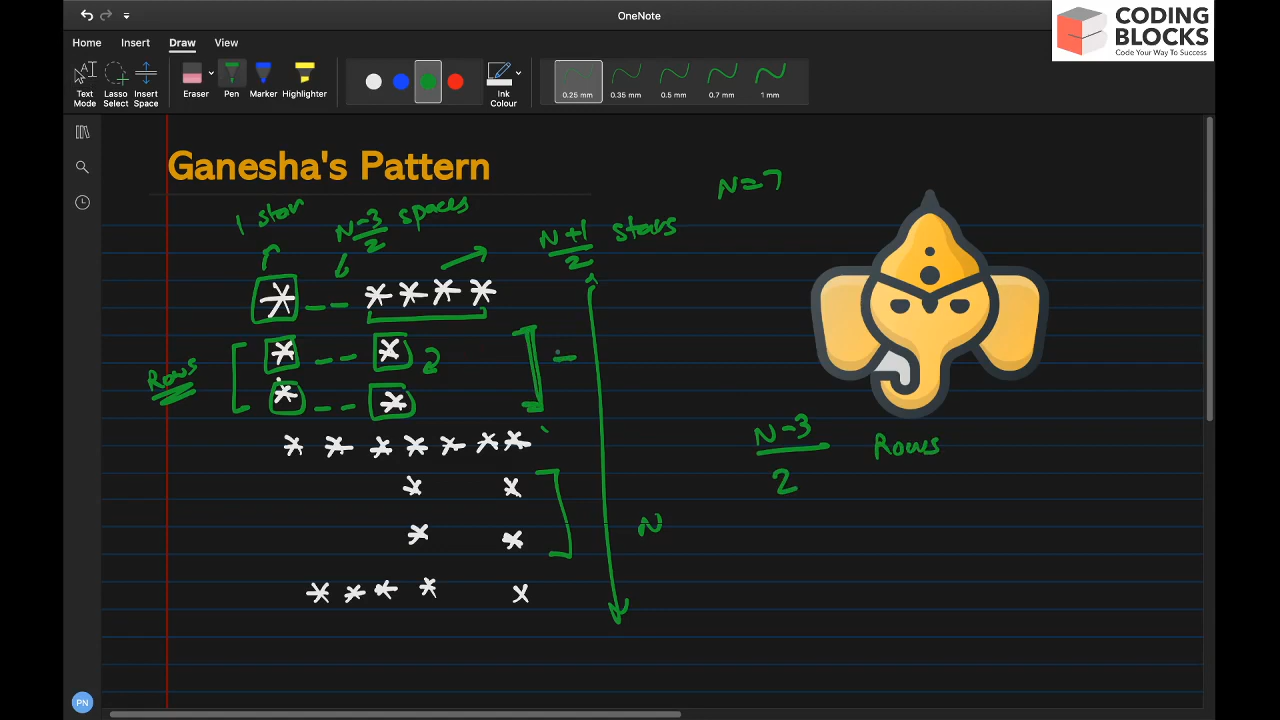 OneNote
CODING
BLOCKS
Code Your Way To Success
Home Insert Draw View
Text Mode
Lasso Select
Insert Space
Eraser
Pen
Marker
Highlighter
Ink Colour
0.25 mm 0.35 mm 0.5 mm 0.7 mm 1 mm
Ganesha's Pattern
N=7
1 star
N-3
2
spaces
N+1
2
stars
* _ _ * * * *
Rows
* _ _ *
* _ _ *
* * * * * * *
* *
* *
* * * * *
N
N-3
2
Rows
PN